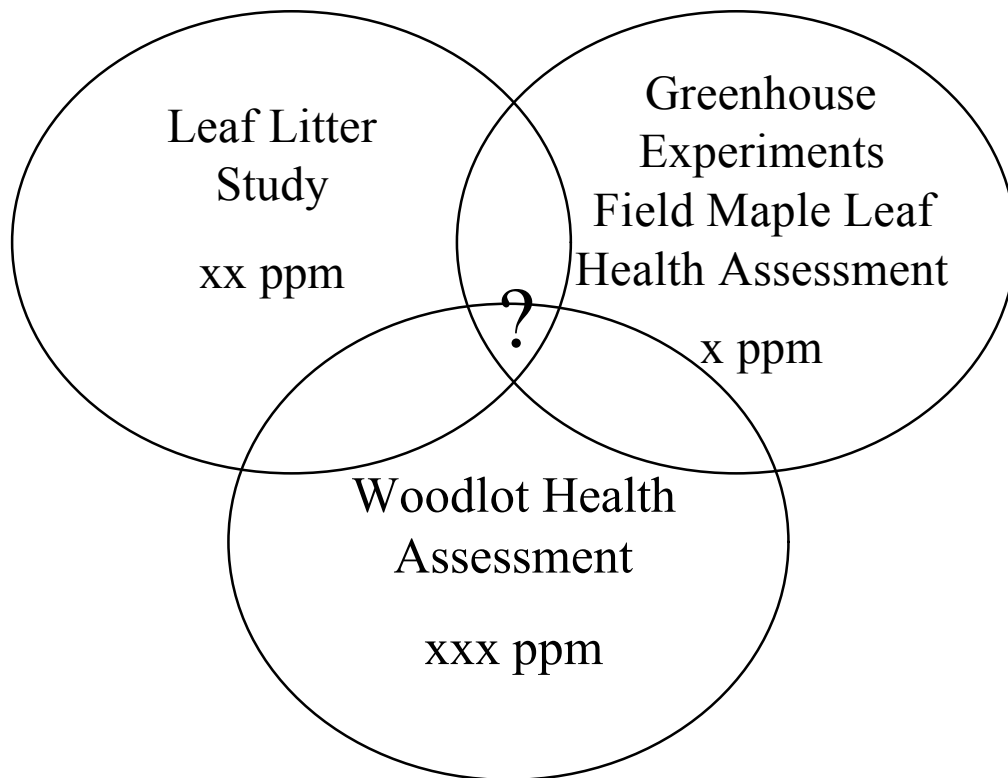 Leaf Litter
Study
xx ppm
Greenhouse
Experiments
Field Maple Leaf
Health Assessment
x ppm
?
Woodlot Health
Assessment
xxx ppm